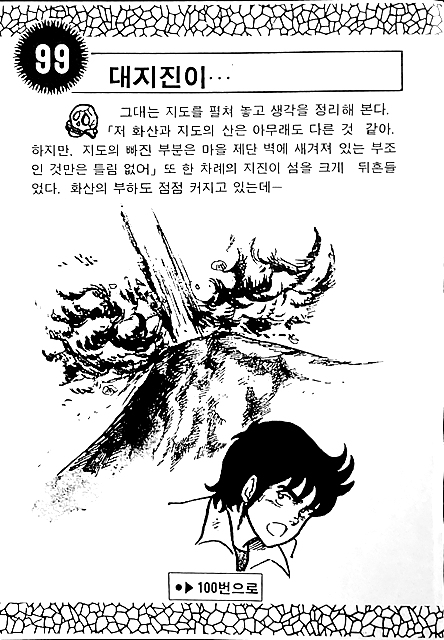 99
대지진이…
그대는 지도를 펼쳐 놓고 생각을 정리해 본다.
「저 화산과 지도의 산은 아무래도 다른 것 같아.
하지만, 지도의 빠진 부분은 마을 제단 벽에 새겨져 있는 부조
인 것만은 틀림 없어」 또 한 차례의 지진이 섬을 크게 뒤흔들
었다. 화산의 부하도 점점 커지고 있는데—
●▶100번으로